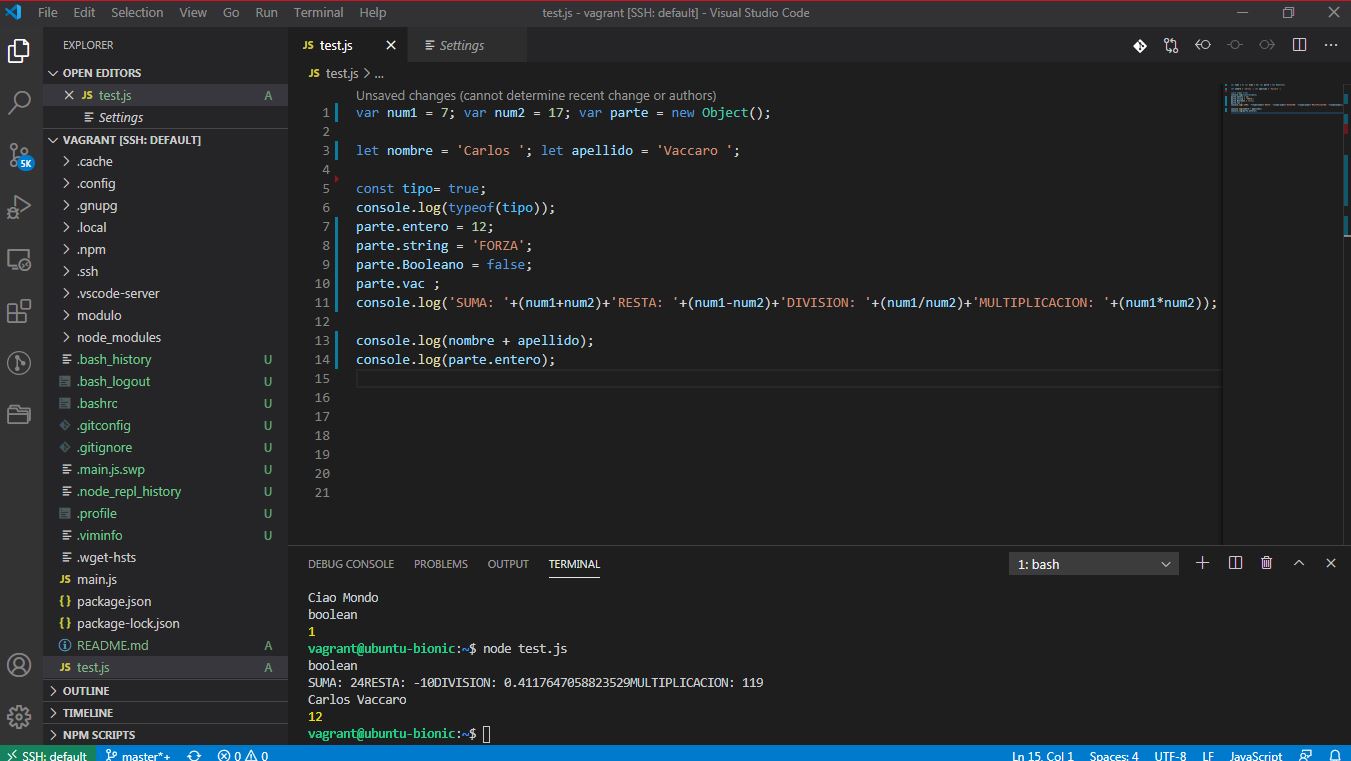 File Edit Selection View Go Run Terminal Help
test.js - vagrant [SSH: default] - Visual Studio Code
EXPLORER
OPEN EDITORS
JS test.js A
Settings
VAGRANT [SSH: DEFAULT]
.cache
.config
.gnupg
.local
.npm
.ssh
.vscode-server
modulo
node_modules
.bash_history U
.bash_logout U
.bashrc U
.gitconfig U
.gitignore U
.main.js.swp U
.node_repl_history U
.profile U
.viminfo U
.wget-hsts
JS main.js
{} package.json
{} package-lock.json
README.md A
JS test.js A
OUTLINE
TIMELINE
NPM SCRIPTS
5K
JS test.js
Settings
JS test.js > ...
Unsaved changes (cannot determine recent change or authors)
1 var num1 = 7; var num2 = 17; var parte = new Object();
2
3 let nombre = 'Carlos '; let apellido = 'Vaccaro ';
4
5 const tipo= true;
6 console.log(typeof(tipo));
7 parte.entero = 12;
8 parte.string = 'FORZA';
9 parte.Booleano = false;
10 parte.vac ;
11 console.log('SUMA: '+(num1+num2)+'RESTA: '+(num1-num2)+'DIVISION: '+(num1/num2)+'MULTIPLICACION: '+(num1*num2));
12
13 console.log(nombre + apellido);
14 console.log(parte.entero);
15
16
17
18
19
20
21
DEBUG CONSOLE PROBLEMS OUTPUT TERMINAL
1: bash
Ciao Mondo
boolean
1
vagrant@ubuntu-bionic:~$ node test.js
boolean
SUMA: 24RESTA: -10DIVISION: 0.4117647058823529MULTIPLICACION: 119
Carlos Vaccaro
12
vagrant@ubuntu-bionic:~$
SSH: default master*+ 0 0 Ln 15, Col 1 Spaces: 4 UTF-8 LF JavaScript